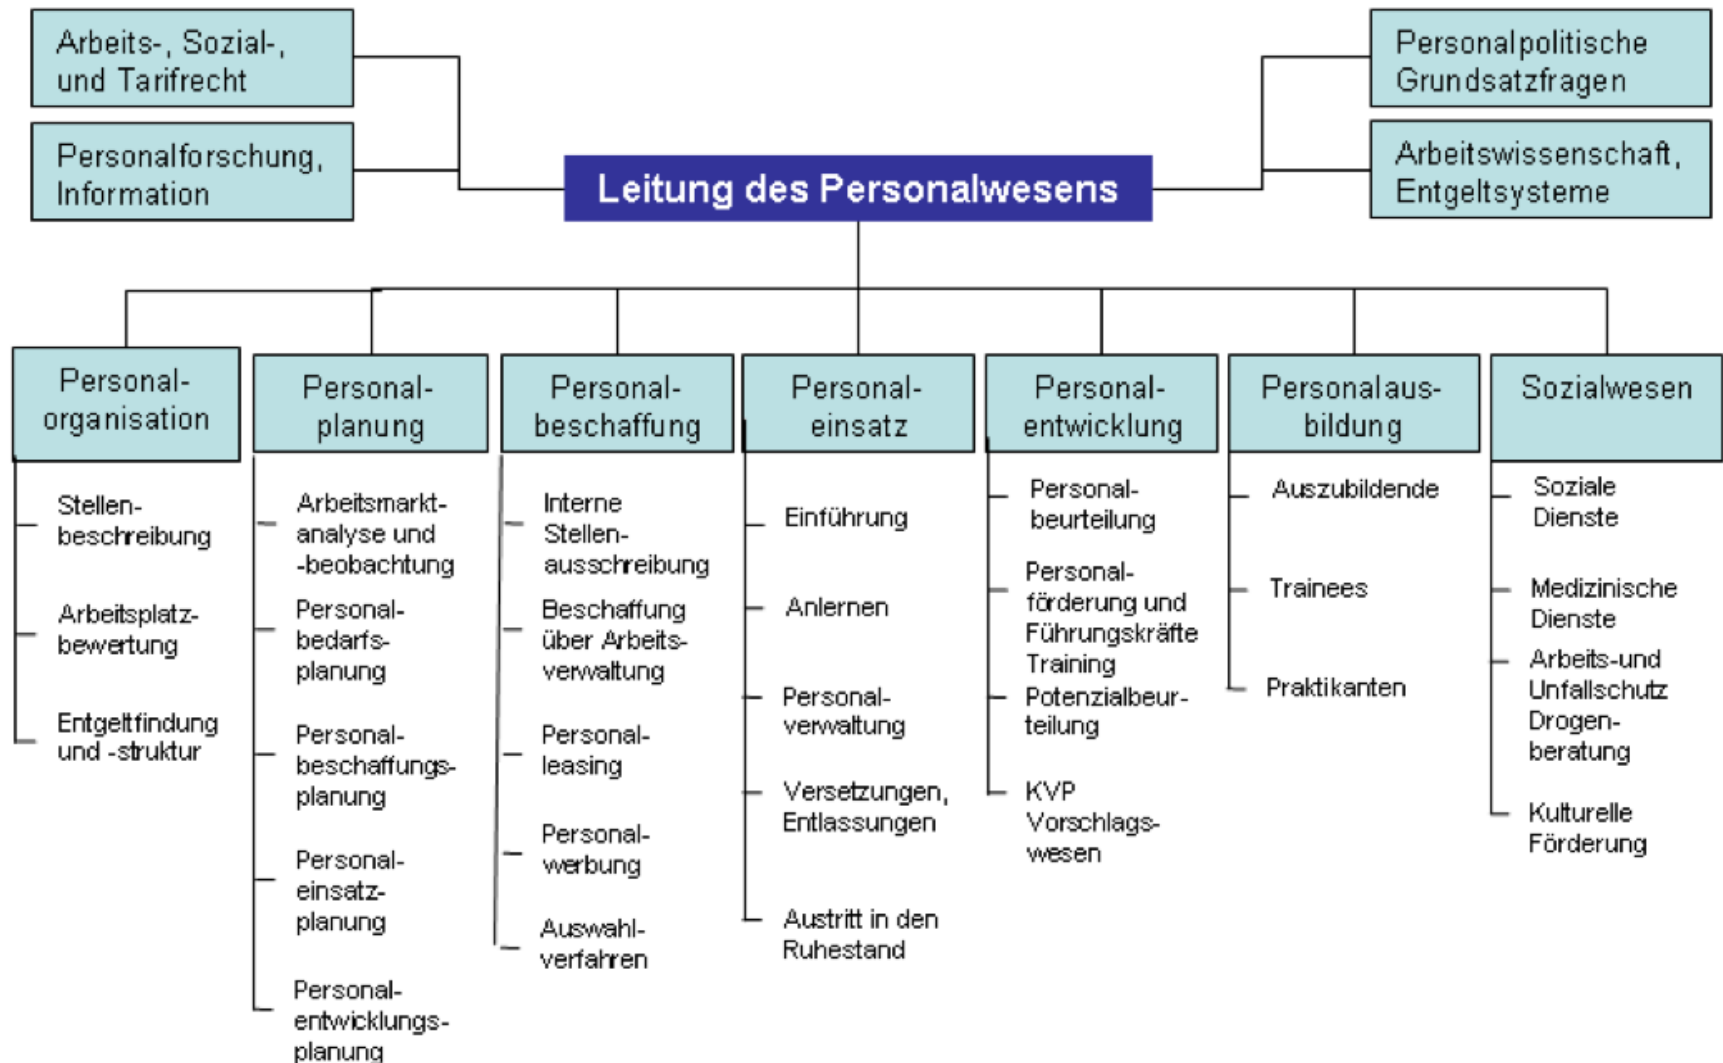 Arbeits-, Sozial-,
und Tarifrecht
Personalforschung,
Information
Personalpolitische
Grundsatzfragen
Arbeitswissenschaft,
Entgeltsysteme
Leitung des Personalwesens
Personal-
organisation
Stellen-
beschreibung
Arbeitsplatz-
bewertung
Entgeltfindung
und -struktur
Personal-
planung
Arbeitsmarkt-
analyse und
-beobachtung
Personal-
bedarfs-
planung
Personal-
beschaffungs-
planung
Personal-
einsatz-
planung
Personal-
entwicklungs-
planung
Personal-
beschaffung
Interne
Stellen-
ausschreibung
Beschaffung
über Arbeits-
verwaltung
Personal-
leasing
Personal-
werbung
Auswahl-
verfahren
Personal-
einsatz
Einführung
Anlernen
Personal-
verwaltung
Versetzungen,
Entlassungen
Austritt in den
Ruhestand
Personal-
entwicklung
Personal-
beurteilung
Personal-
förderung und
Führungskräfte
Training
Potenzialbeur-
teilung
KVP
Vorschlags-
wesen
Personalaus-
bildung
Auszubildende
Trainees
Praktikanten
Sozialwesen
Soziale
Dienste
Medizinische
Dienste
Arbeits-und
Unfallschutz
Drogen-
beratung
Kulturelle
Förderung